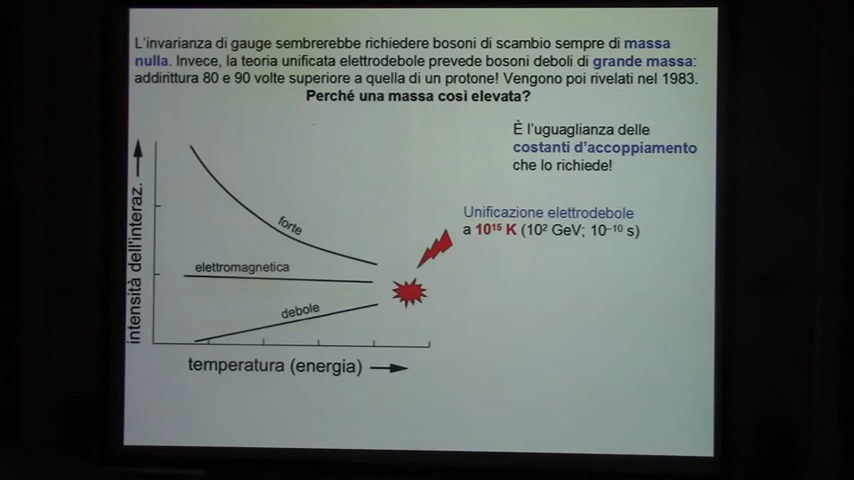 L'invarianza di gauge sembrerebbe richiedere bosoni di scambio sempre di massa
nulla. Invece, la teoria unificata elettrodebole prevede bosoni deboli di grande massa:
addirittura 80 e 90 volte superiore a quella di un protone! Vengono poi rivelati nel 1983.
Perché una massa così elevata?
È l'uguaglianza delle
costanti d'accoppiamento
che lo richiede!
Unificazione elettrodebole
a 10¹⁵ K (10² GeV; 10⁻¹⁰ s)
intensità dell'interaz.
forte
elettromagnetica
debole
temperatura (energia)